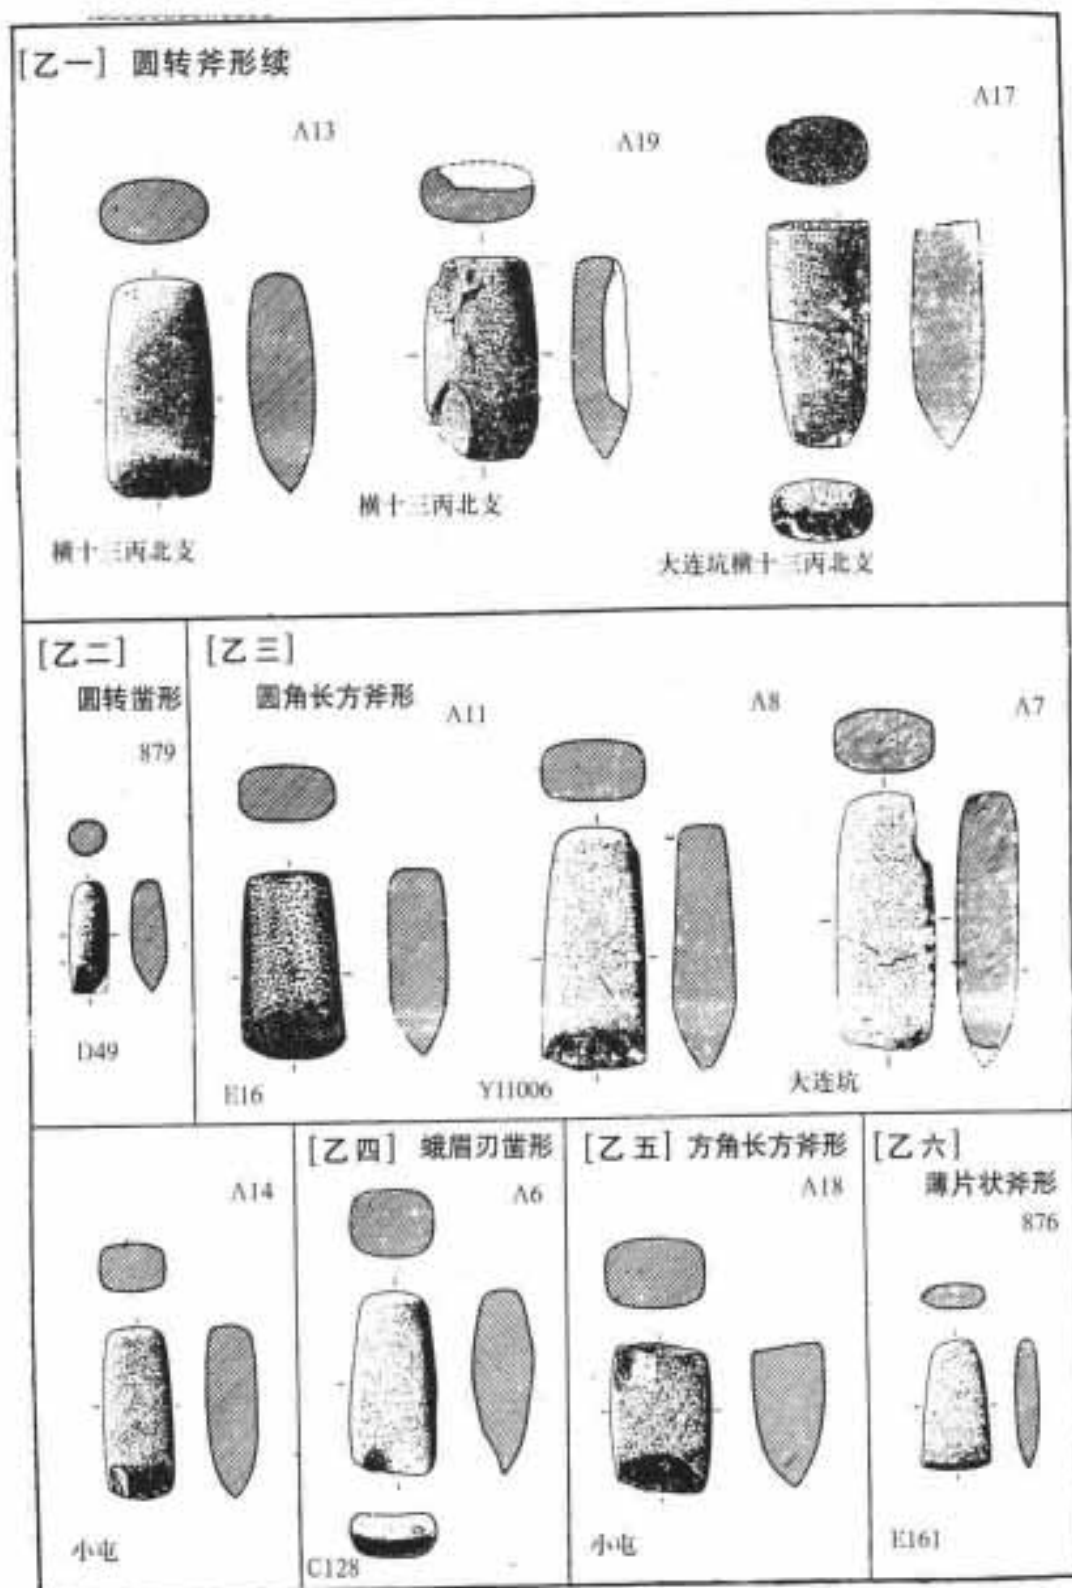 [乙一] 圆转斧形续
A13
A19
A17
横十三丙北支
横十三丙北支
大连坑横十三丙北支
[乙二]
圆转凿形
879
D49
[乙三]
圆角长方斧形
A11
A8
A7
E16
YH006
大连坑
A14
小屯
[乙四] 蛾眉刃凿形
A6
C128
[乙五] 方角长方斧形
A18
小屯
[乙六]
薄片状斧形
876
E161